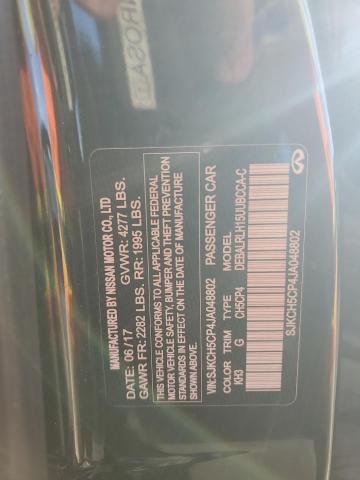 MANUFACTURED BY NISSAN MOTOR CO., LTD
DATE: 06/17 GVWR: 4277 LBS.
GAWR FR: 2282 LBS. RR: 1995 LBS.
THIS VEHICLE CONFORMS TO ALL APPLICABLE FEDERAL
MOTOR VEHICLE SAFETY, BUMPER AND THEFT PREVENTION
STANDARDS IN EFFECT ON THE DATE OF MANUFACTURE
SHOWN ABOVE.
VIN:SJKCH5CP4JA048802 PASSENGER CAR
COLOR TRIM TYPE MODEL
KH3 G CH5CP4 DEBALRLH15UJBCCA-C
SJKCH5CP4JA048802